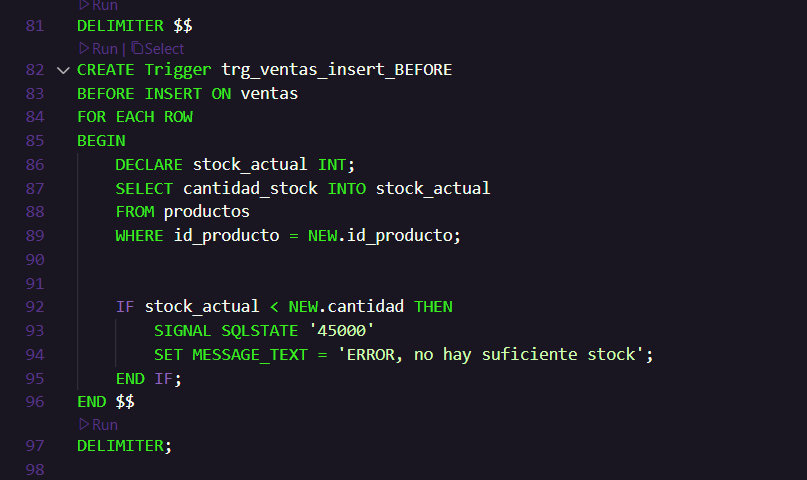 ▷Run
81 DELIMITER $$
▷Run | Select
82 CREATE Trigger trg_ventas_insert_BEFORE
83 BEFORE INSERT ON ventas
84 FOR EACH ROW
85 BEGIN
86 DECLARE stock_actual INT;
87 SELECT cantidad_stock INTO stock_actual
88 FROM productos
89 WHERE id_producto = NEW.id_producto;
90
91
92 IF stock_actual < NEW.cantidad THEN
93 SIGNAL SQLSTATE '45000'
94 SET MESSAGE_TEXT = 'ERROR, no hay suficiente stock';
95 END IF;
96 END $$
▷Run
97 DELIMITER;
98